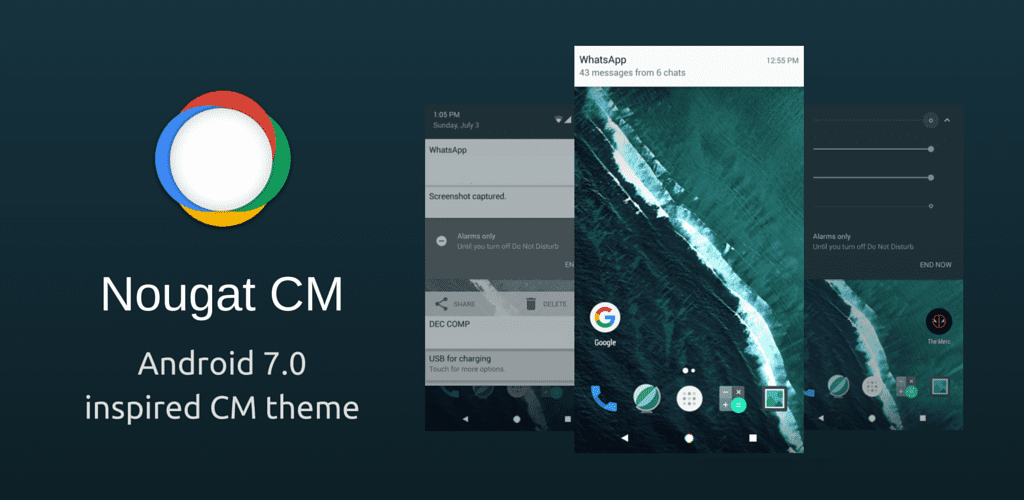 Nougat CM
Android 7.0
inspired CM theme
1:05 PM
Sunday, July 3
WhatsApp
Screenshot captured.
Alarms only
Until you turn off Do Not Disturb
EN
SHARE
DELETE
DEC COMP
USB for charging
Touch for more options.
WhatsApp
12:55 PM
43 messages from 6 chats
G
Google
Alarms only
Until you turn off Do Not Disturb
END NOW